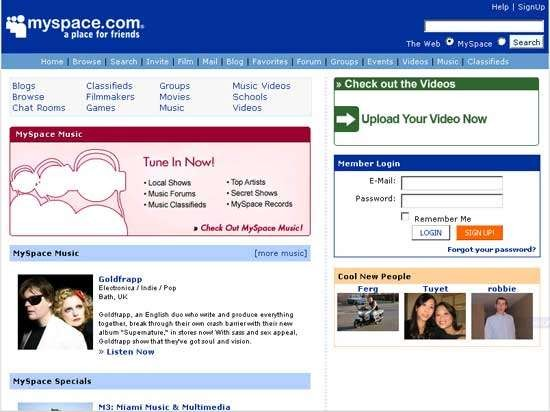 Help | SignUp
myspace.com®
a place for friends
The Web MySpace Search
Home | Browse | Search | Invite | Film | Mail | Blog | Favorites | Forum | Groups | Events | Videos | Music | Classifieds
Blogs Classifieds Groups Music Videos
Browse Filmmakers Movies Schools
Chat Rooms Games Music Videos
MySpace Music
Tune In Now!
• Local Shows • Top Artists
• Music Forums • Secret Shows
• Music Classifieds • MySpace Records
» Check Out MySpace Music!
MySpace Music [more music]
Goldfrapp
Electronica / Indie / Pop
Bath, UK
Goldfrapp, an English duo who write and produce everything
together, break through their own crash barrier with their new
album "Supernature," in stores now! With sass and sex appeal,
Goldfrapp show that they've got soul and vision.
» Listen Now
MySpace Specials
M3: Miami Music & Multimedia
» Check out the Videos
Upload Your Video Now
Member Login
E-Mail:
Password:
Remember Me
LOGIN SIGN UP!
Forgot your password?
Cool New People
Ferg Tuyet robbie